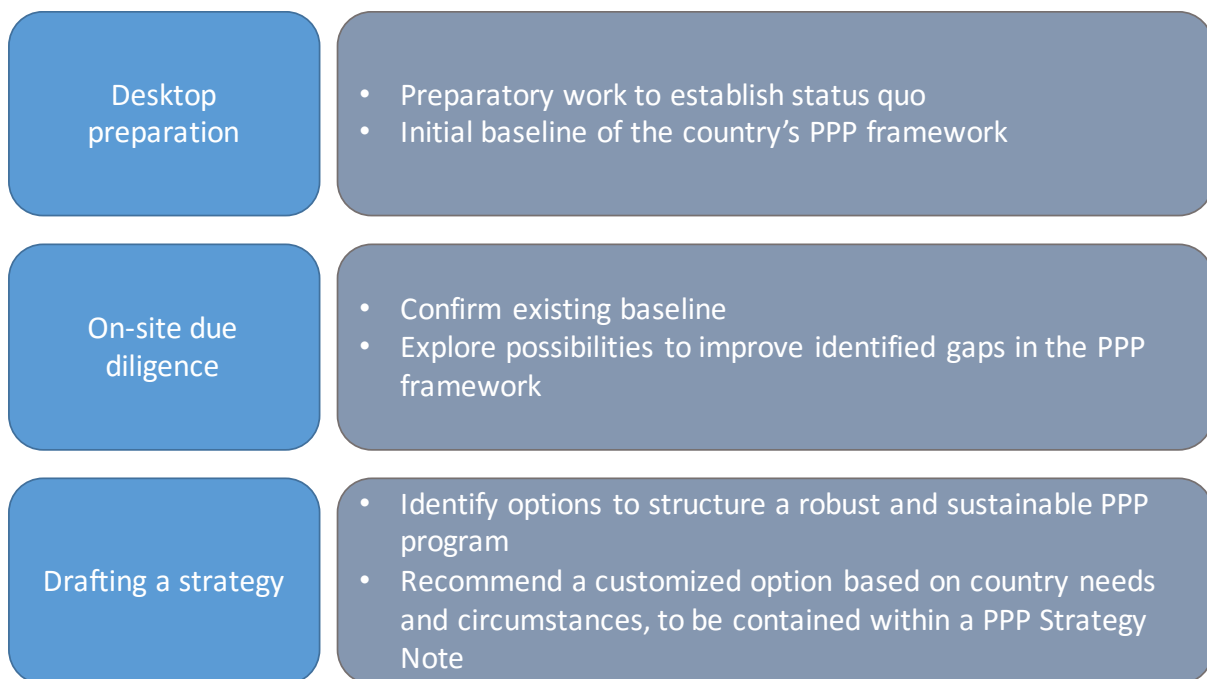 Desktop
preparation
• Preparatory work to establish status quo
• Initial baseline of the country's PPP framework
On-site due
diligence
• Confirm existing baseline
• Explore possibilities to improve identified gaps in the PPP
framework
Drafting a strategy
• Identify options to structure a robust and sustainable PPP
program
• Recommend a customized option based on country needs
and circumstances, to be contained within a PPP Strategy
Note